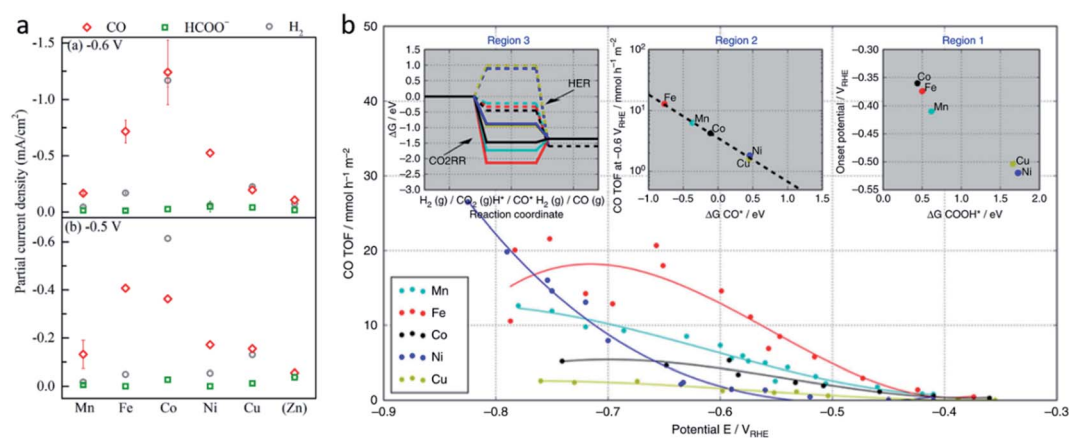 a
CO HCOO⁻ H₂
(a) -0.6 V
-1.5
-1.0
-0.5
0.0
(b) -0.5 V
-0.6
-0.4
-0.2
0.0
Partial current density (mA/cm²)
Mn Fe Co Ni Cu (Zn)
b
50
40
30
20
10
0
CO TOF / mmol h⁻¹ m⁻²
-0.9 -0.8 -0.7 -0.6 -0.5 -0.4 -0.3
Potential E / V_RHE
Mn
Fe
Co
Ni
Cu
Region 3
1.5
1.0
0.5
0.0
-0.5
-1.0
-1.5
-2.0
-2.5
-3.0
ΔG / eV
HER
CO2RR
H₂ (g) / CO₂ (g)H* / CO* H₂ (g) / CO (g)
Reaction coordinate
Region 2
10²
10¹
10⁰
CO TOF at −0.6 V_RHE / mmol h⁻¹ m⁻²
Fe
Mn
Co
Ni
Cu
-1.0 -0.5 0.0 0.5 1.0 1.5
ΔG CO* / eV
Region 1
-0.30
-0.35
-0.40
-0.45
-0.50
-0.55
Onset potential / V_RHE
Co
Fe
Mn
Cu
Ni
0.0 0.5 1.0 1.5 2.0
ΔG COOH* / eV